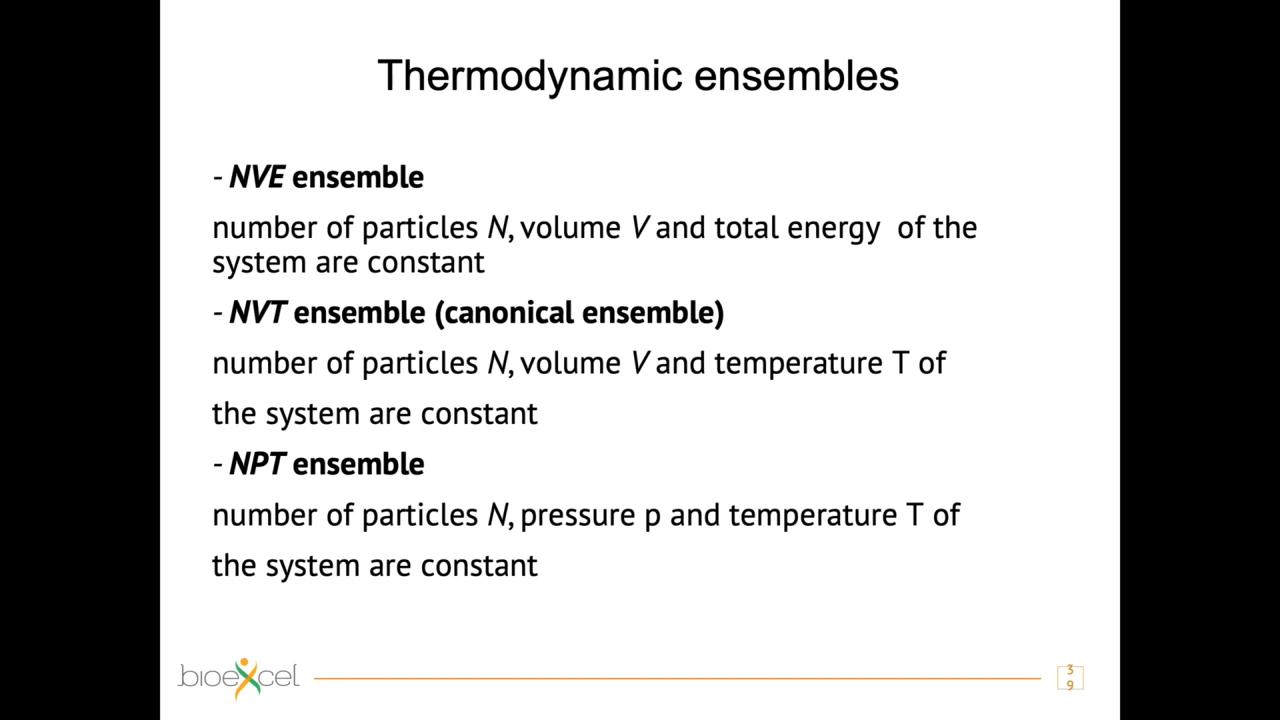 Thermodynamic ensembles
- NVE ensemble
number of particles N, volume V and total energy  of the
system are constant
- NVT ensemble (canonical ensemble)
number of particles N, volume V and temperature T of
the system are constant
- NPT ensemble
number of particles N, pressure p and temperature T of
the system are constant
bioexcel
3
9